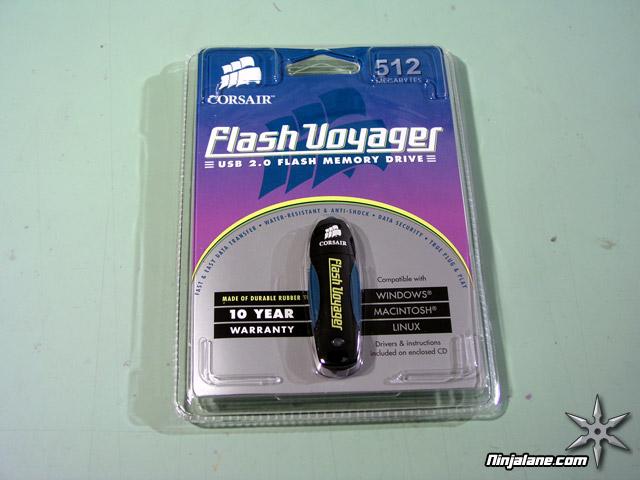 512
MEGABYTES
CORSAIR™
Flash Voyager
USB 2.0 FLASH MEMORY DRIVE
FAST & EASY DATA TRANSFER • WATER-RESISTANT & ANTI-SHOCK • DATA SECURITY • TRUE PLUG & PLAY
CORSAIR
Flash Voyager
MADE OF DURABLE RUBBER
10 YEAR
WARRANTY
Compatible with
WINDOWS®
MACINTOSH®
LINUX
Drivers & instructions
included on enclosed CD
Ninjalane.com